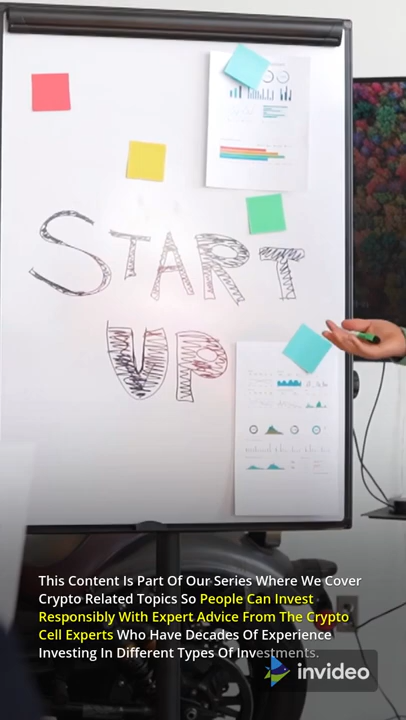 START
UP
This Content Is Part Of Our Series Where We Cover
Crypto Related Topics So People Can Invest
Responsibly With Expert Advice From The Crypto
Cell Experts Who Have Decades Of Experience
Investing In Different Types Of Investments.
invideo